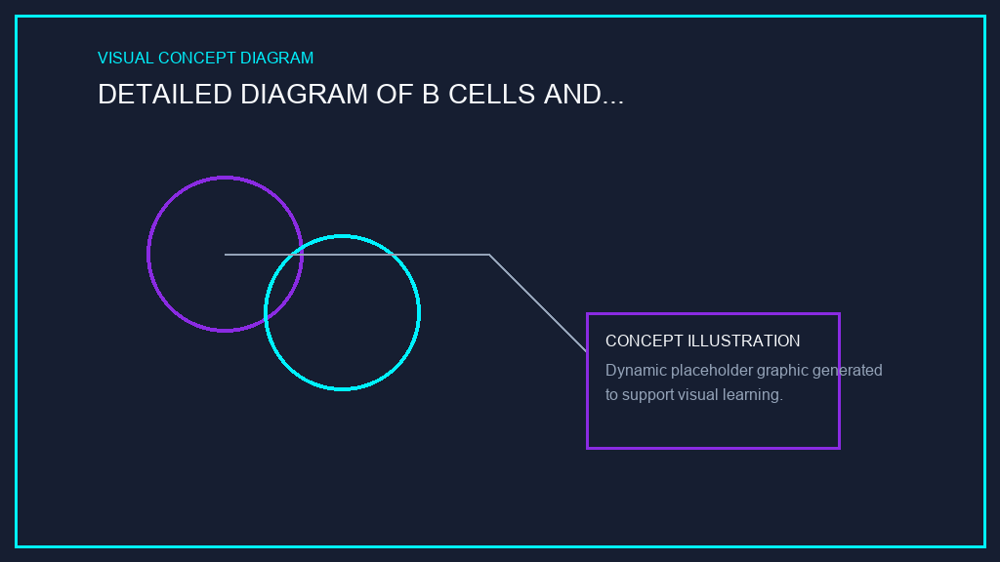 VISUAL CONCEPT DIAGRAM
DETAILED DIAGRAM OF B CELLS AND...
CONCEPT ILLUSTRATION
Dynamic placeholder graphic generated
to support visual learning.